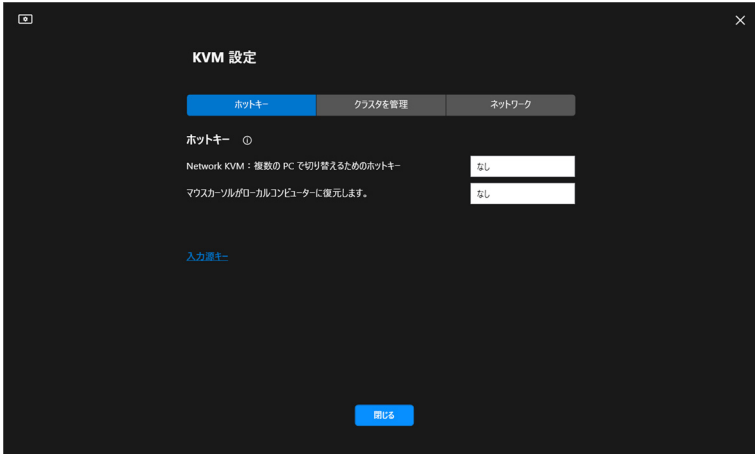 KVM 設定
ホットキー クラスタを管理 ネットワーク
ホットキー
Network KVM：複数の PC で切り替えるためのホットキー なし
マウスカーソルがローカルコンピューターに復元します。 なし
入力源キー
閉じる